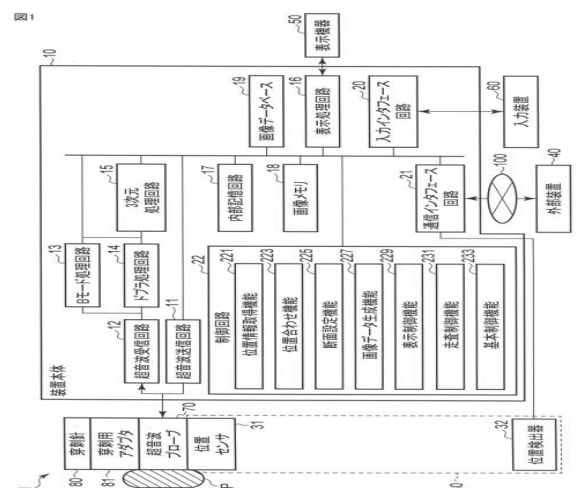 図1
10
50
表示機器
装置本体
13
Bモード処理回路
15
3次元
処理回路
19
画像データベース
16
表示処理回路
20
入力インタフェース
回路
60
入力装置
12
超音波受信回路
14
ドプラ処理回路
17
内部記憶回路
18
画像メモリ
11
超音波送信回路
21
通信インタフェース
回路
100
40
外部装置
22
制御回路
221
位置情報取得機能
223
位置合わせ機能
225
断面設定機能
227
画像データ生成機能
229
表示制御機能
231
走査制御機能
233
基本制御機能
80
穿刺針
81
穿刺用
アダプタ
70
超音波
プローブ
31
位置
センサ
P
32
位置検出器